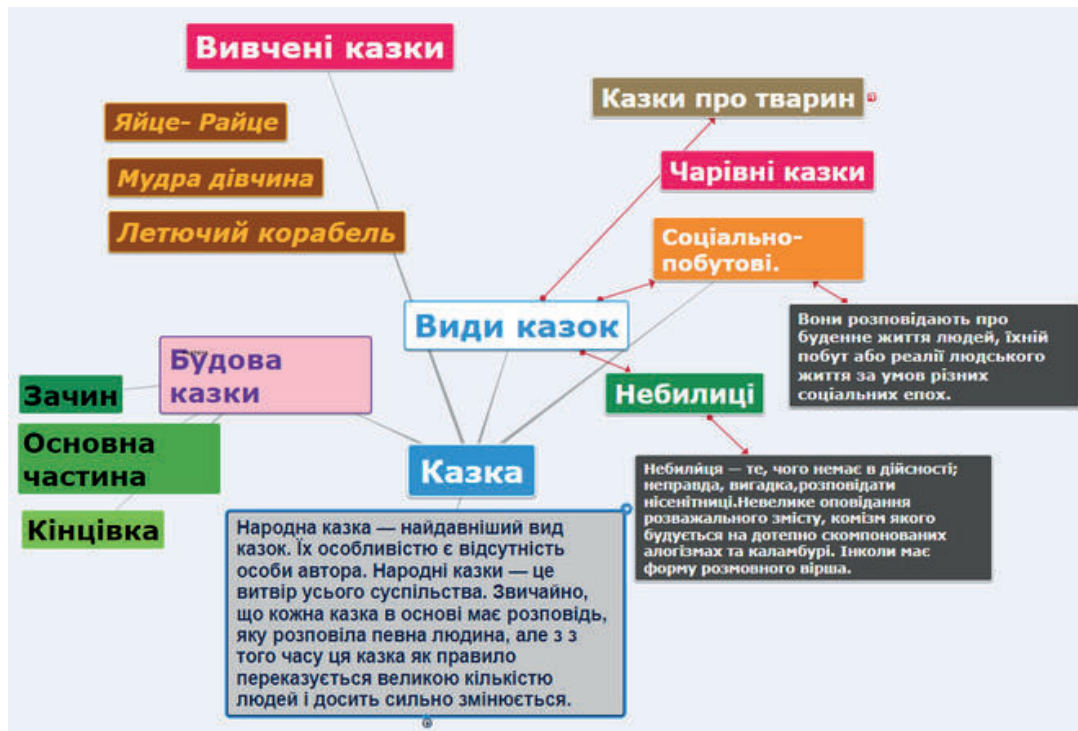 Вивчені казки
Казки про тварин
Яйце- Райце
Чарівні казки
Мудра дівчина
Летючий корабель
Соціально-
побутові.
Види казок
Вони розповідають про
буденне життя людей, їхній
побут або реалії людського
життя за умов різних
соціальних епох.
Будова
казки
Зачин
Основна
частина
Кінцівка
Небилиці
Казка
Небили́ця — те, чого немає в дійсності;
неправда, вигадка,розповідати
нісенітниці.Невелике оповідання
розважального змісту, комізм якого
будується на дотепно скомпонованих
алогізмах та каламбурі. Інколи має
форму розмовного вірша.
Народна казка — найдавніший вид
казок. Їх особливістю є відсутність
особи автора. Народні казки — це
витвір усього суспільства. Звичайно,
що кожна казка в основі має розповідь,
яку розповіла певна людина, але з з
того часу ця казка як правило
переказується великою кількістю
людей і досить сильно змінюється.